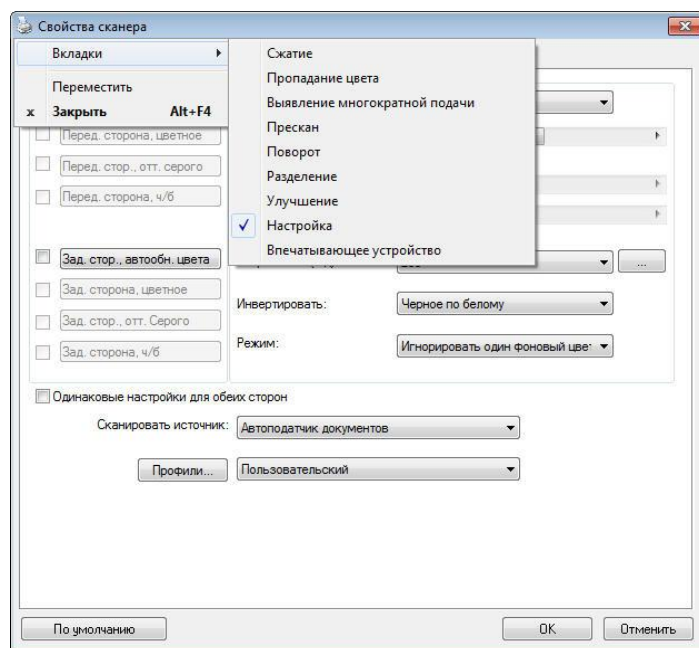 Свойства сканера
Вкладки
Переместить
x Закрыть Alt+F4
Сжатие
Пропадание цвета
Выявление многократной подачи
Прескан
Поворот
Разделение
Улучшение
Настройка
Впечатывающее устройство
Перед. сторона, цветное
Перед. стор., отт. серого
Перед. сторона, ч/б
Зад. стор., автообн. цвета
...
Зад. сторона, цветное
Инвертировать: Черное по белому
Зад. стор., отт. Серого
Режим: Игнорировать один фоновый цвет
Зад. сторона, ч/б
Одинаковые настройки для обеих сторон
Сканировать источник: Автоподатчик документов
Профили... Пользовательский
По умолчанию OK Отменить